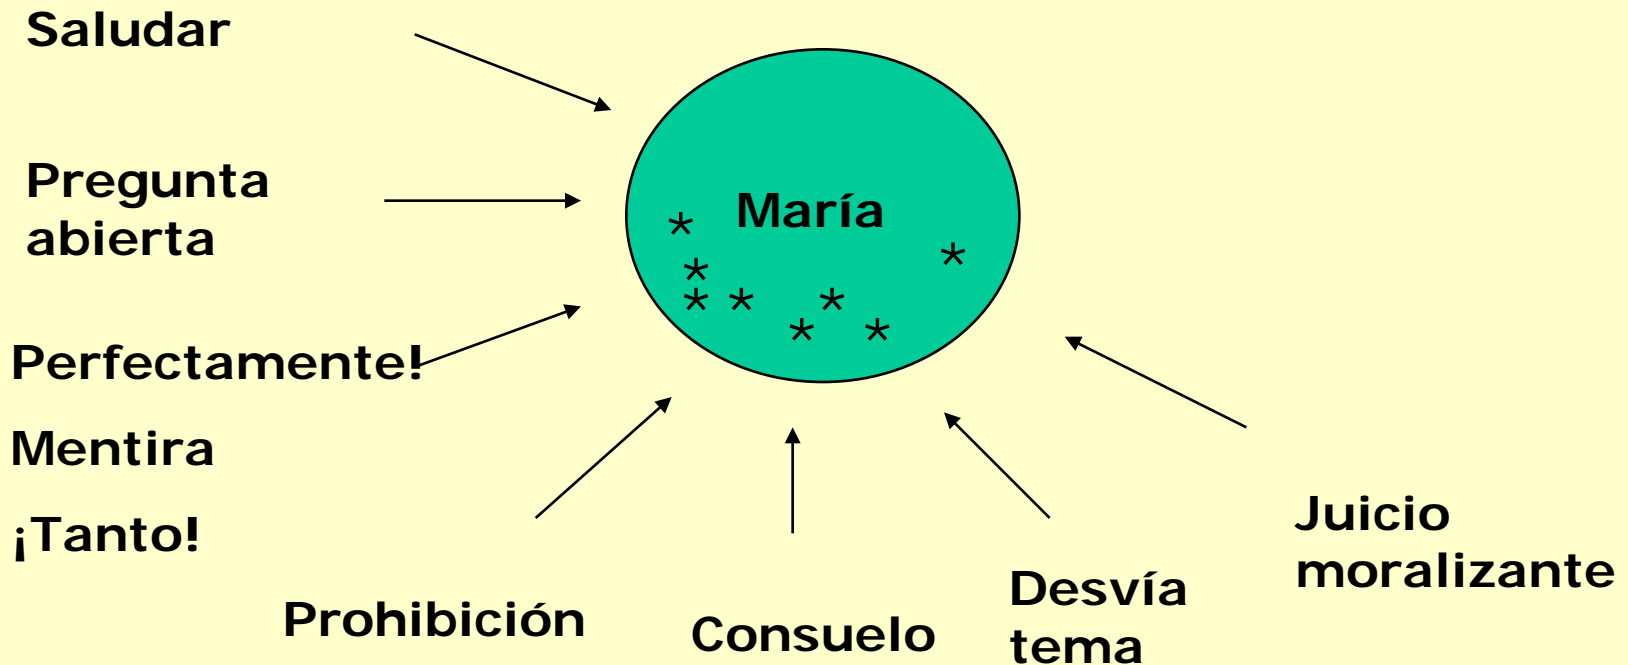 Saludar
Pregunta
abierta
María
Perfectamente!
Mentira
¡Tanto!
Prohibición
Consuelo
Desvía
tema
Juicio
moralizante